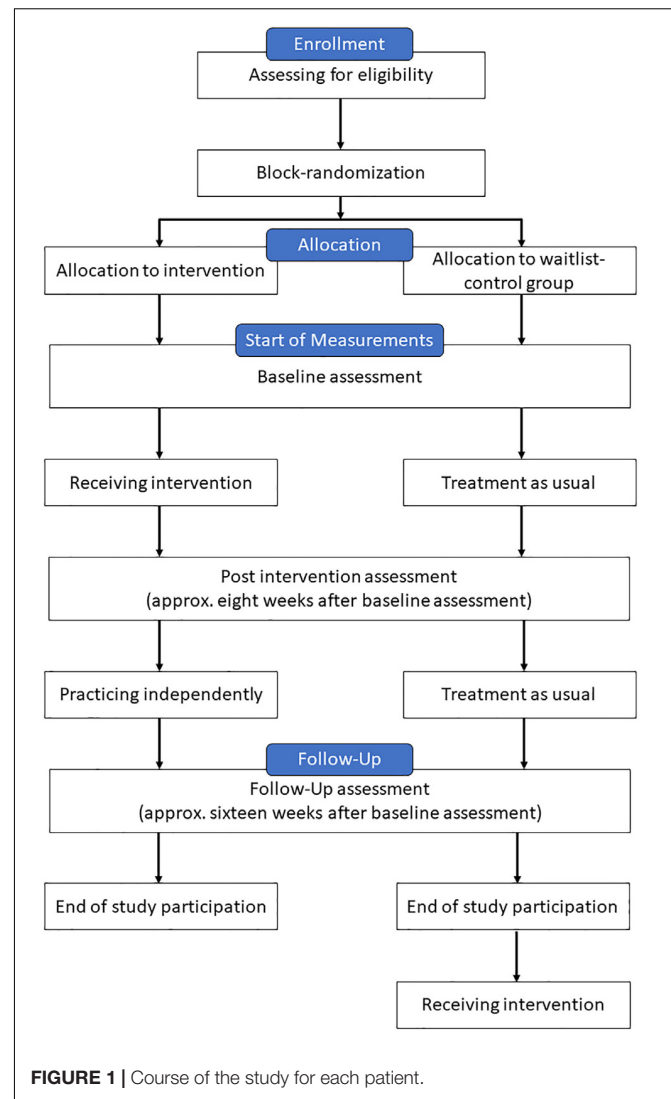 Enrollment
Assessing for eligibility
Block-randomization
Allocation
Allocation to intervention
Allocation to waitlist-
control group
Start of Measurements
Baseline assessment
Receiving intervention
Treatment as usual
Post intervention assessment
(approx. eight weeks after baseline assessment)
Practicing independently
Treatment as usual
Follow-Up
Follow-Up assessment
(approx. sixteen weeks after baseline assessment)
End of study participation
End of study participation
Receiving intervention
FIGURE 1 | Course of the study for each patient.